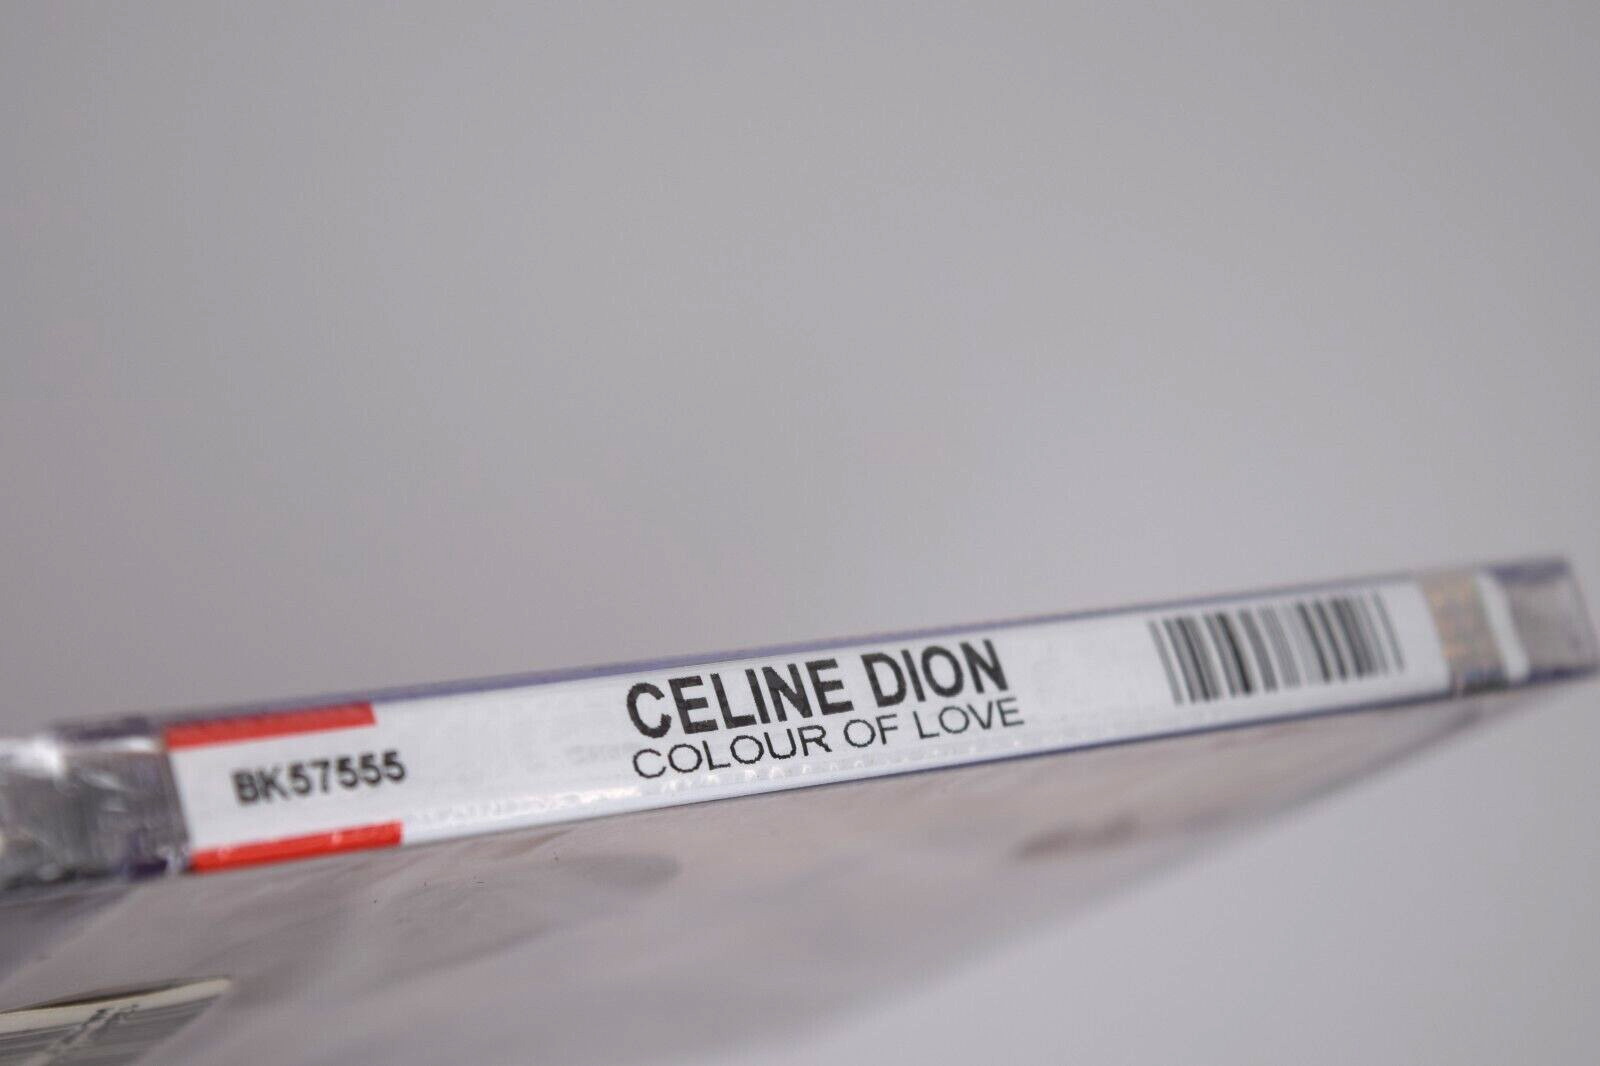 BK57555
CELINE DION
COLOUR OF LOVE